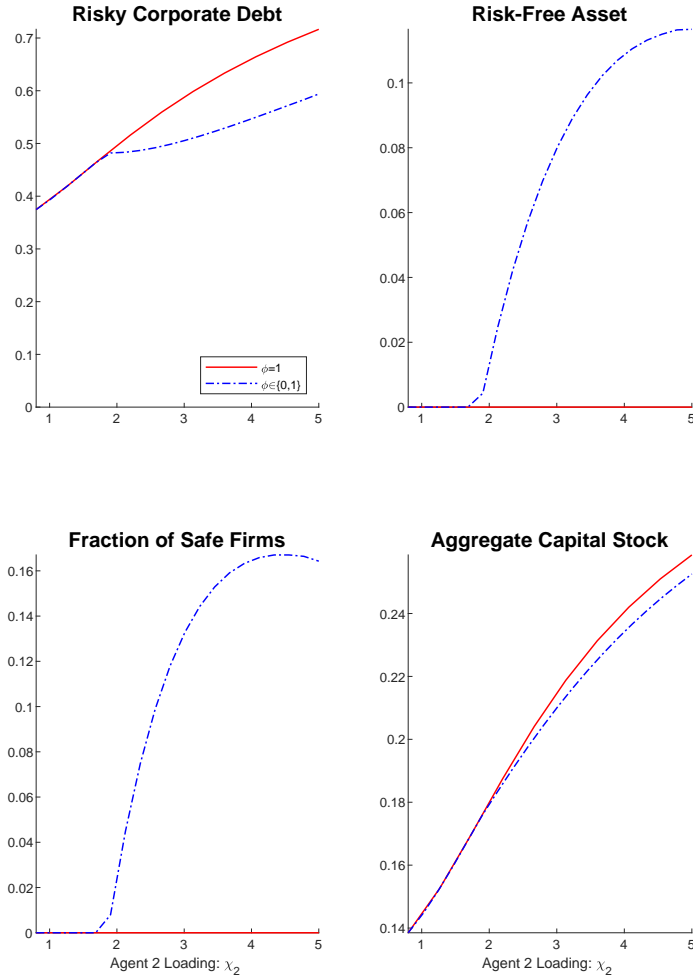 Risky Corporate Debt
0.7
0.6
0.5
0.4
0.3
0.2
0.1
0
1 2 3 4 5
ϕ=1
ϕ∈{0,1}
Risk-Free Asset
0.1
0.08
0.06
0.04
0.02
0
1 2 3 4 5
Fraction of Safe Firms
0.16
0.14
0.12
0.1
0.08
0.06
0.04
0.02
0
1 2 3 4 5
Agent 2 Loading: χ₂
Aggregate Capital Stock
0.24
0.22
0.2
0.18
0.16
0.14
1 2 3 4 5
Agent 2 Loading: χ₂